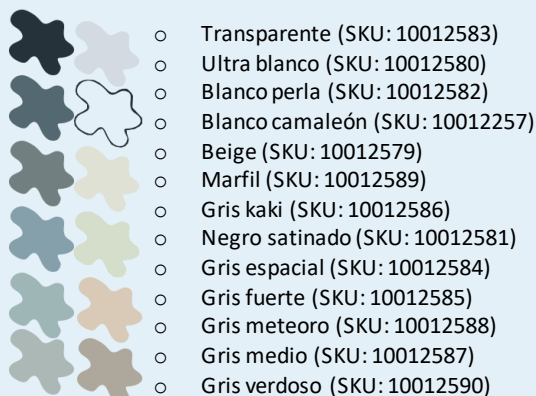 ○ Transparente (SKU: 10012583)
○ Ultra blanco (SKU: 10012580)
○ Blanco perla (SKU: 10012582)
○ Blanco camaleón (SKU: 10012257)
○ Beige (SKU: 10012579)
○ Marfil (SKU: 10012589)
○ Gris kaki (SKU: 10012586)
○ Negro satinado (SKU: 10012581)
○ Gris espacial (SKU: 10012584)
○ Gris fuerte (SKU: 10012585)
○ Gris meteoro (SKU: 10012588)
○ Gris medio (SKU: 10012587)
○ Gris verdoso (SKU: 10012590)